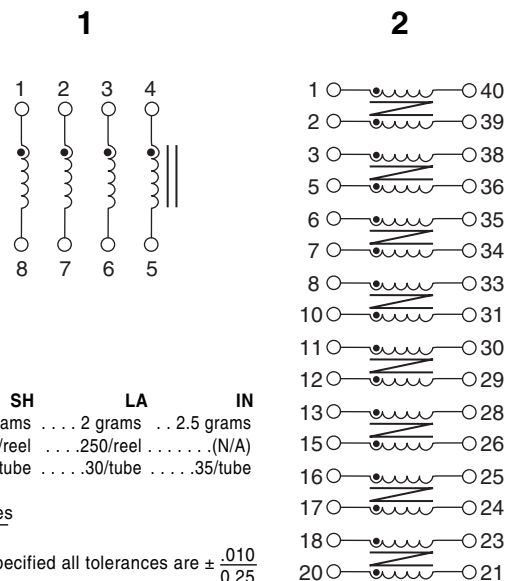 1
2
1 2 3 4
8 7 6 5
1 40
2 39
3 38
5 36
6 35
7 34
8 33
10 31
11 30
12 29
13 28
15 26
16 25
17 24
18 23
20 21
SH LA IN
. . . . 2 grams . . 2.5 grams
/reel . . . .250/reel . . . . . . .(N/A)
/tube . . . . .30/tube . . . . .35/tube
all tolerances are ± .010
0.25